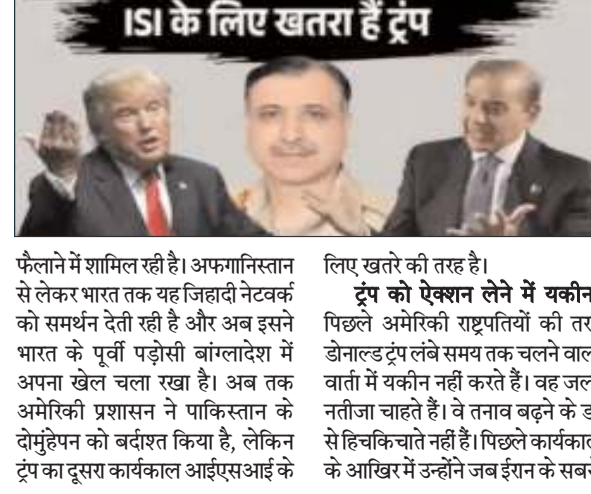 ISI के लिए खतरा हैं ट्रंप
फैलाने में शामिल रही है। अफगानिस्तान
से लेकर भारत तक यह जिहादी नेटवर्क
को समर्थन देती रही है और अब इसने
भारत के पूर्वी पड़ोसी बांग्लादेश में
अपना खेल चला रखा है। अब तक
अमेरिकी प्रशासन ने पाकिस्तान के
दोमुंहेपन को बर्दाश्त किया है, लेकिन
ट्रंप का दूसरा कार्यकाल आईएसआई के
लिए खतरे की तरह है।
ट्रंप को ऐक्शन लेने में यकीन
पिछले अमेरिकी राष्ट्रपतियों की तर
डोनाल्ड ट्रंप लंबे समय तक चलने वाल
वार्ता में यकीन नहीं करते हैं। वह जल
नतीजा चाहते हैं। वे तनाव बढ़ने के ड
से हिचकिचाते नहीं हैं। पिछले कार्यकाल
के आखिर में उन्होंने जब ईरान के सबसे